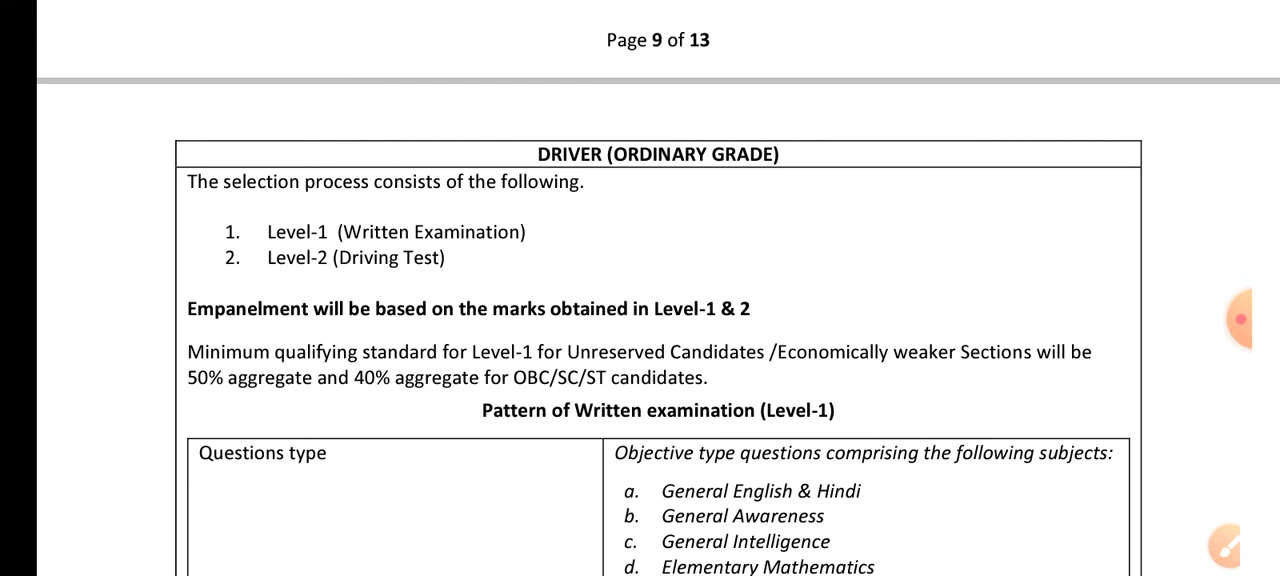 Page 9 of 13
DRIVER (ORDINARY GRADE)
The selection process consists of the following.
1. Level-1 (Written Examination)
2. Level-2 (Driving Test)
Empanelment will be based on the marks obtained in Level-1 & 2
Minimum qualifying standard for Level-1 for Unreserved Candidates /Economically weaker Sections will be
50% aggregate and 40% aggregate for OBC/SC/ST candidates.
Pattern of Written examination (Level-1)
Questions type
Objective type questions comprising the following subjects:
a. General English & Hindi
b. General Awareness
c. General Intelligence
d. Elementary Mathematics